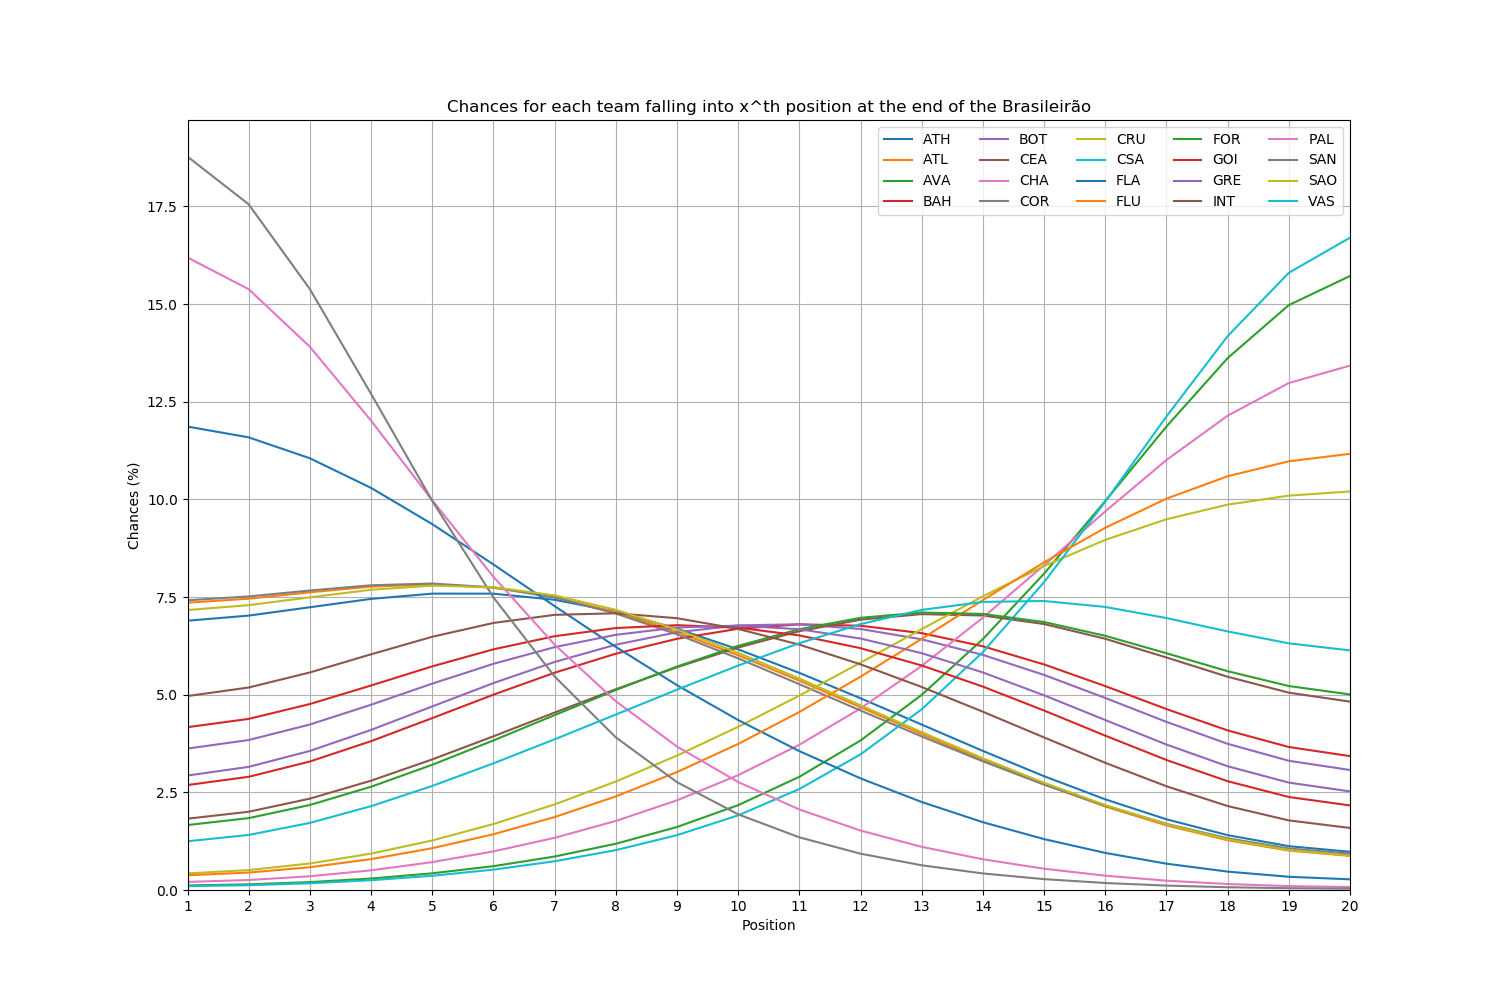 Chances for each team falling into x^th position at the end of the Brasileirão
ATH BOT CRU FOR PAL
ATL CEA CSA GOI SAN
AVA CHA FLA GRE SAO
BAH COR FLU INT VAS
17.5
15.0
12.5
10.0
7.5
5.0
2.5
0.0
Chances (%)
1 2 3 4 5 6 7 8 9 10 11 12 13 14 15 16 17 18 19 20
Position